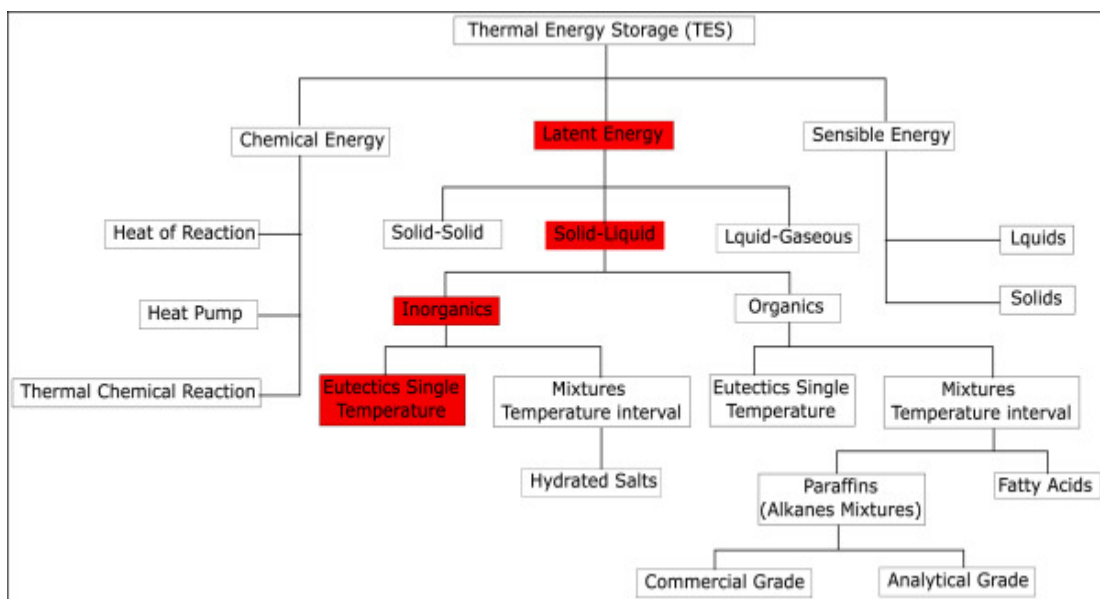 Thermal Energy Storage (TES)
Chemical Energy
Latent Energy
Sensible Energy
Heat of Reaction
Solid-Solid
Solid-Liquid
Lquid-Gaseous
Lquids
Heat Pump
Inorganics
Organics
Solids
Thermal Chemical Reaction
Eutectics Single
Temperature
Mixtures
Temperature interval
Eutectics Single
Temperature
Mixtures
Temperature interval
Hydrated Salts
Paraffins
(Alkanes Mixtures)
Fatty Acids
Commercial Grade
Analytical Grade